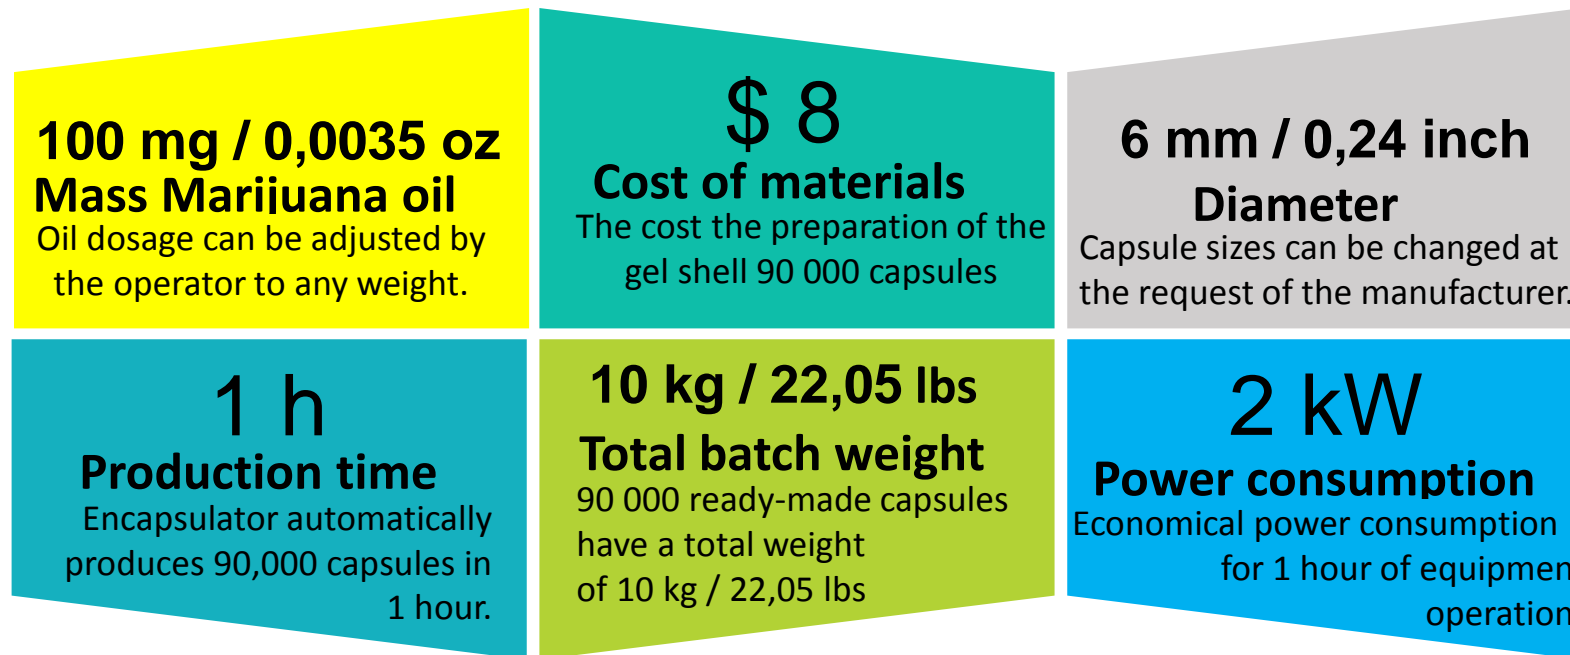 100 mg / 0,0035 oz
Mass Marijuana oil
Oil dosage can be adjusted by
the operator to any weight.
$ 8
Cost of materials
The cost the preparation of the
gel shell 90 000 capsules
6 mm / 0,24 inch
Diameter
Capsule sizes can be changed at
the request of the manufacturer.
1 h
Production time
Encapsulator automatically
produces 90,000 capsules in
1 hour.
10 kg / 22,05 lbs
Total batch weight
90 000 ready-made capsules
have a total weight
of 10 kg / 22,05 lbs
2 kW
Power consumption
Economical power consumption
for 1 hour of equipmen
operation